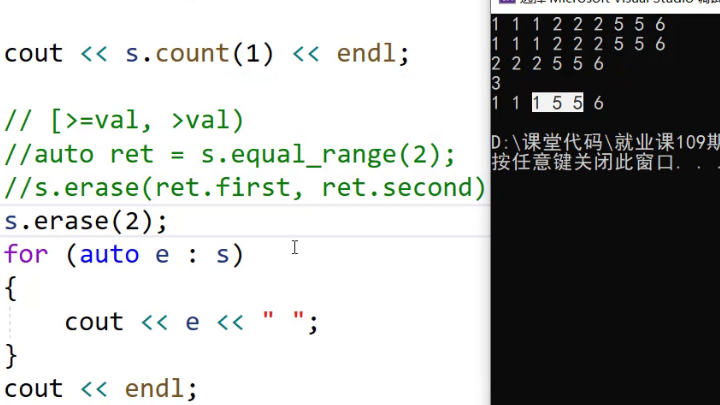 cout << s.count(1) << endl;
// [>=val, >val)
//auto ret = s.equal_range(2);
//s.erase(ret.first, ret.second)
s.erase(2);
for (auto e : s)
{
cout << e << " ";
}
cout << endl;
Microsoft Visual Studio
1 1 1 2 2 2 5 5 6
1 1 1 2 2 2 5 5 6
2 2 2 5 5 6
3
1 1 1 5 5 6
D:\课堂代码\就业课109期
按任意键关闭此窗口. . .